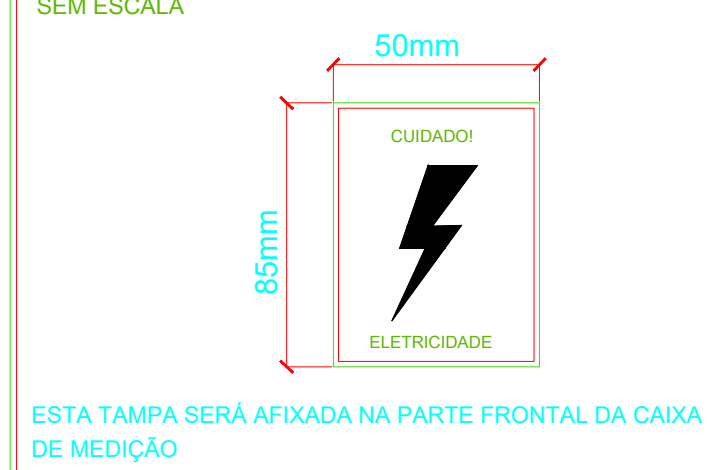 SEM ESCALA
50mm
CUIDADO!
85mm
ELETRICIDADE
ESTA TAMPA SERÁ AFIXADA NA PARTE FRONTAL DA CAIXA
DE MEDIÇÃO